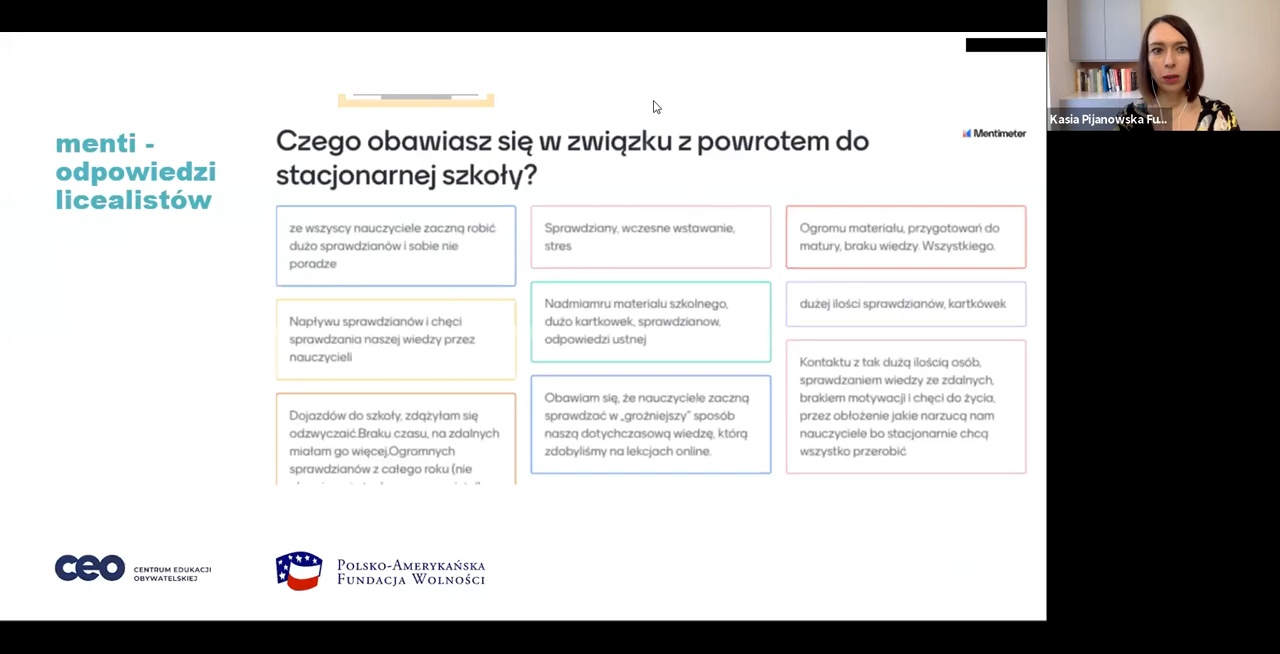 menti -
odpowiedzi
licealistów
Czego obawiasz się w związku z powrotem do
stacjonarnej szkoły?
Mentimeter
ze wszyscy nauczyciele zaczną robić
dużo sprawdzianów i sobie nie
poradze
Napływu sprawdzianów i chęci
sprawdzania naszej wiedzy przez
nauczycieli
Dojazdów do szkoły, zdążyłam się
odzwyczaić.Braku czasu, na zdalnych
miałam go więcej.Ogromnych
sprawdzianów z całego roku (nie
Sprawdziany, wczesne wstawanie,
stres
Nadmiamru materialu szkolnego,
dużo kartkowek, sprawdzianow,
odpowiedzi ustnej
Obawiam się, że nauczyciele zaczną
sprawdzać w „groźniejszy” sposób
naszą dotychczasową wiedzę, którą
zdobyliśmy na lekcjach online.
Ogromu materiału, przygotowań do
matury, braku wiedzy. Wszystkiego.
dużej ilości sprawdzianów, kartkówek
Kontaktu z tak dużą ilością osób,
sprawdzaniem wiedzy ze zdalnych,
brakiem motywacji i chęci do życia,
przez obłożenie jakie narzucą nam
nauczyciele bo stacjonarnie chcą
wszystko przerobić
ceo CENTRUM EDUKACJI
OBYWATELSKIEJ
POLSKO-AMERYKAŃSKA
FUNDACJA WOLNOŚCI
Kasia Pijanowska Fu...